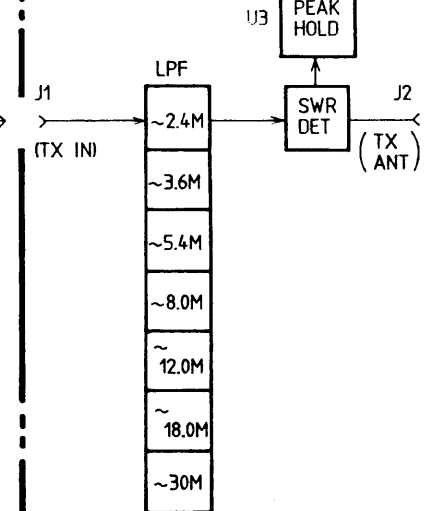 U3
PEAK
HOLD
LPF
J1
(TX IN)
~2.4M
~3.6M
~5.4M
~8.0M
~
12.0M
~
18.0M
~30M
SWR
DET
J2
(TX
ANT)